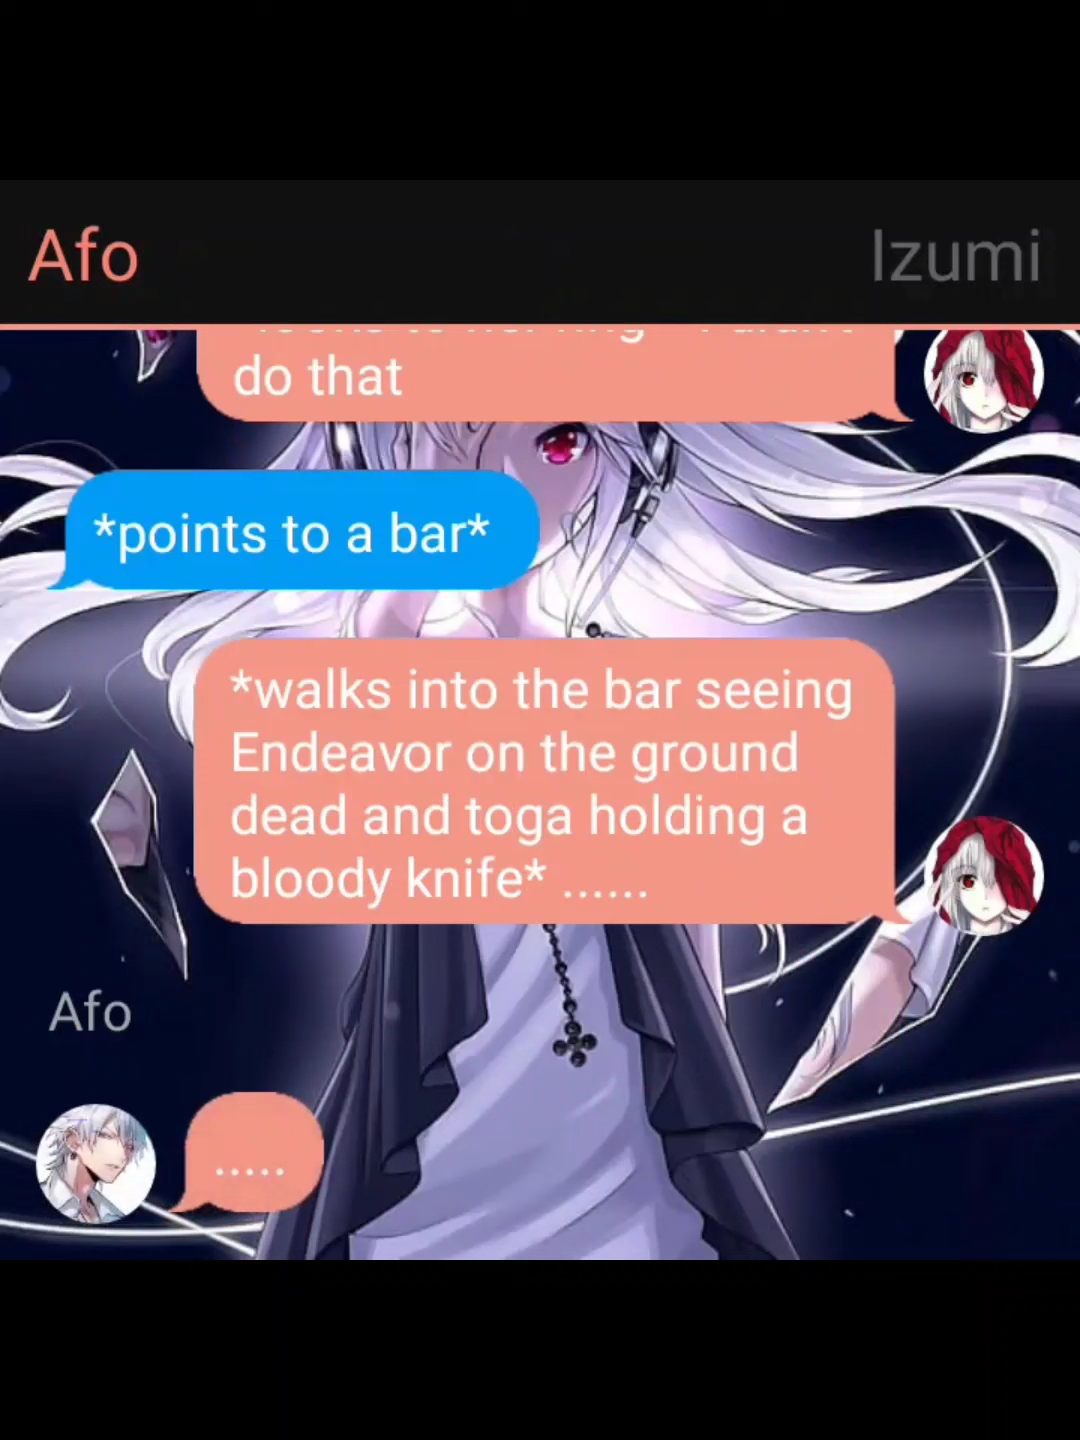 Afo
Izumi
do that
*points to a bar*
*walks into the bar seeing
Endeavor on the ground
dead and toga holding a
bloody knife* ......
Afo
.....